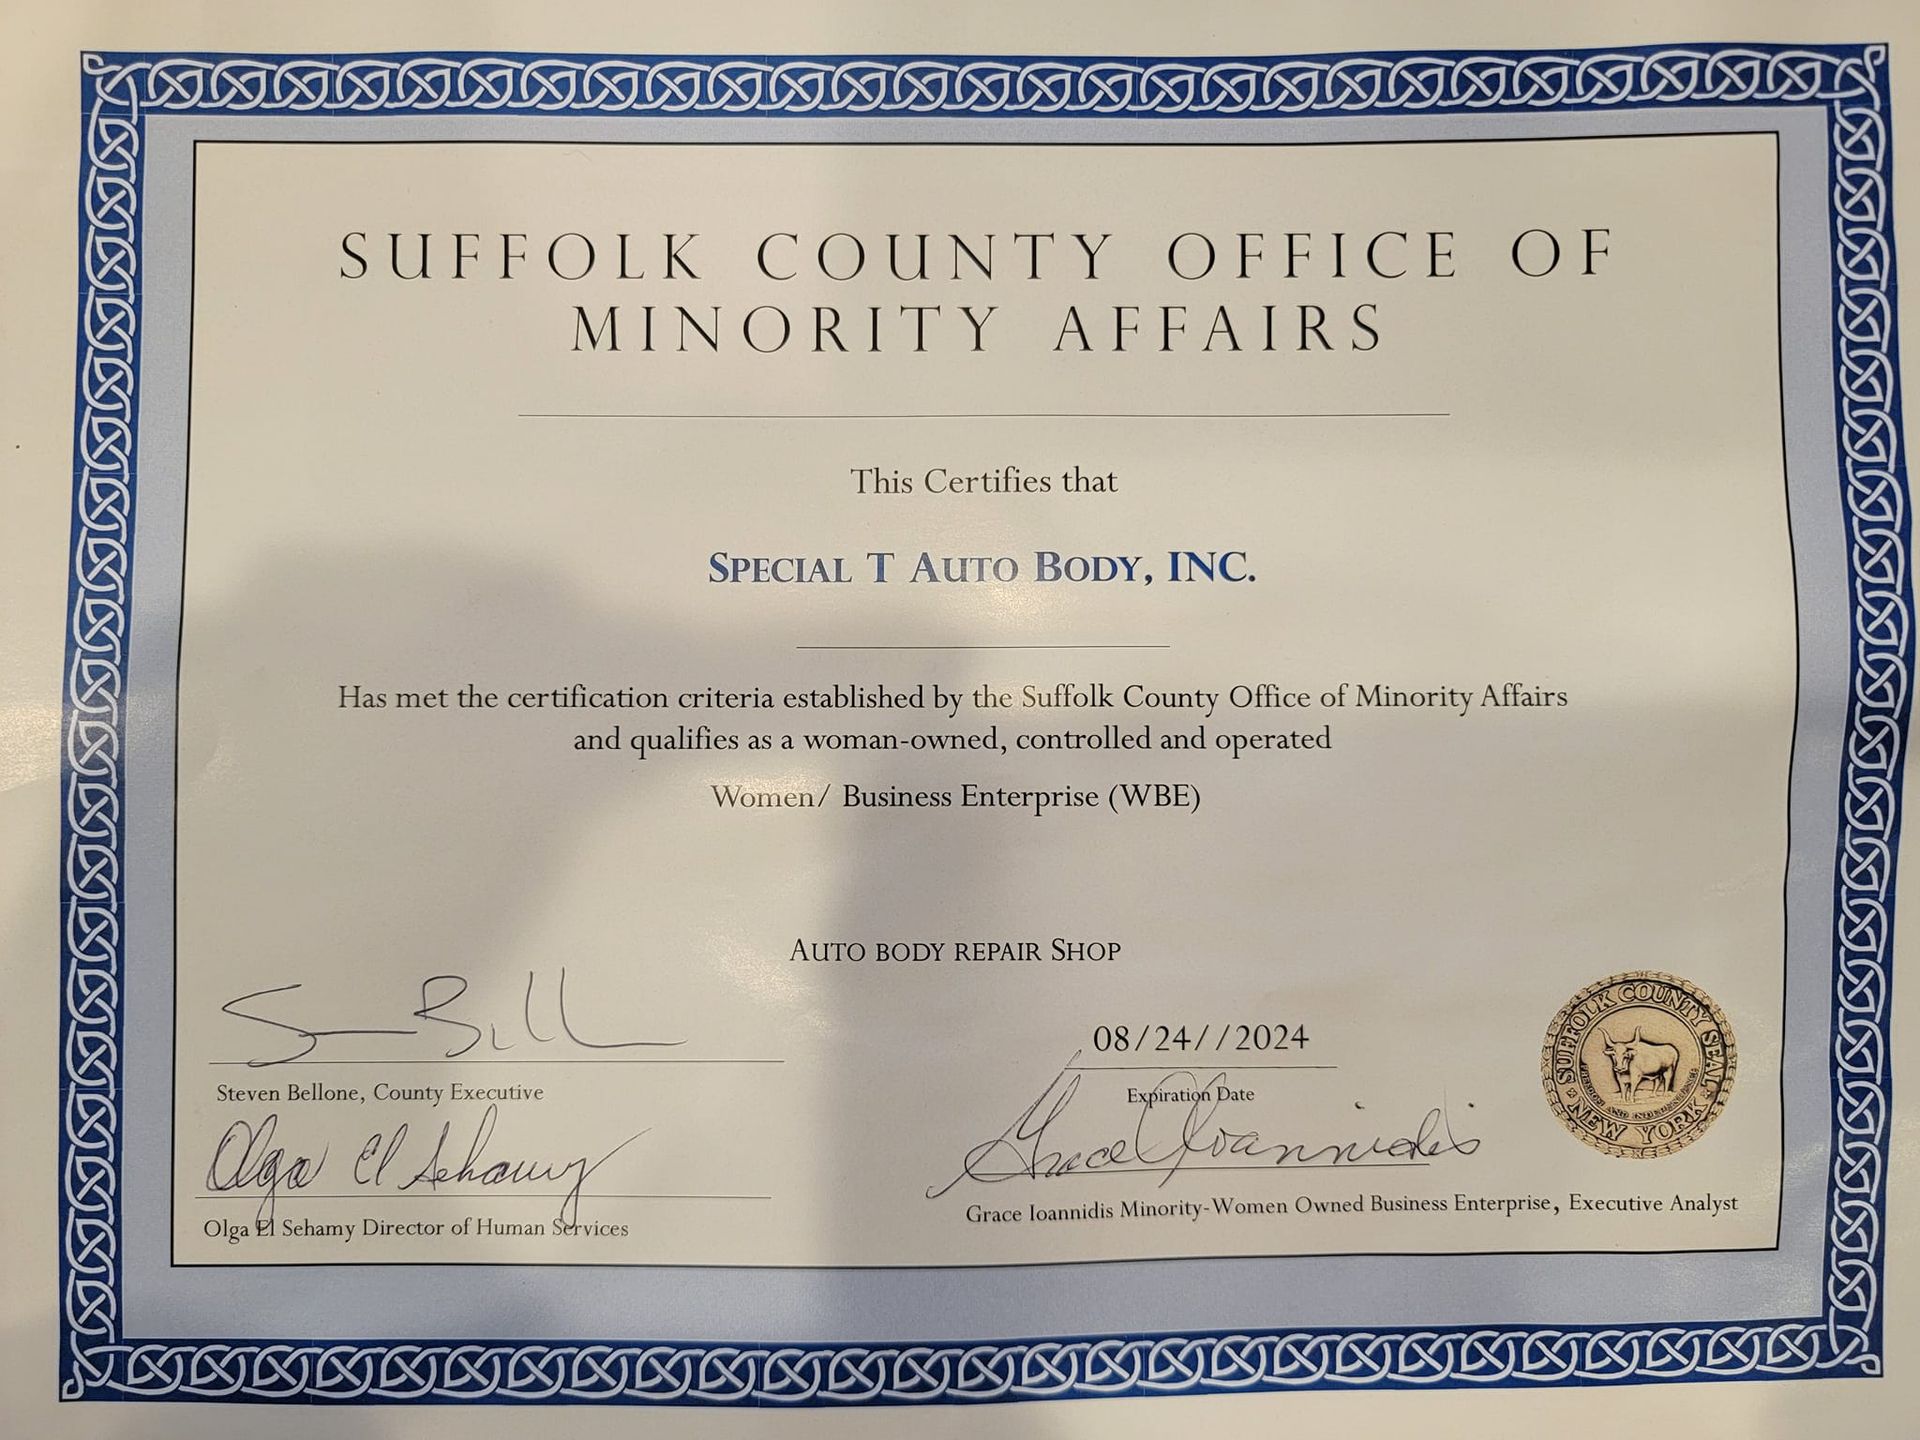 SUFFOLK COUNTY OFFICE OF
MINORITY AFFAIRS
This Certifies that
SPECIAL T AUTO BODY, INC.
Has met the certification criteria established by the Suffolk County Office of Minority Affairs
and qualifies as a woman-owned, controlled and operated
Women/ Business Enterprise (WBE)
AUTO BODY REPAIR SHOP
Steven Bellone, County Executive
Olga El Sehamy
Olga El Sehamy Director of Human Services
08/24//2024
Expiration Date
Grace Ioannidis
Grace Ioannidis Minority-Women Owned Business Enterprise, Executive Analyst
SUFFOLK COUNTY SEAL
NEW YORK